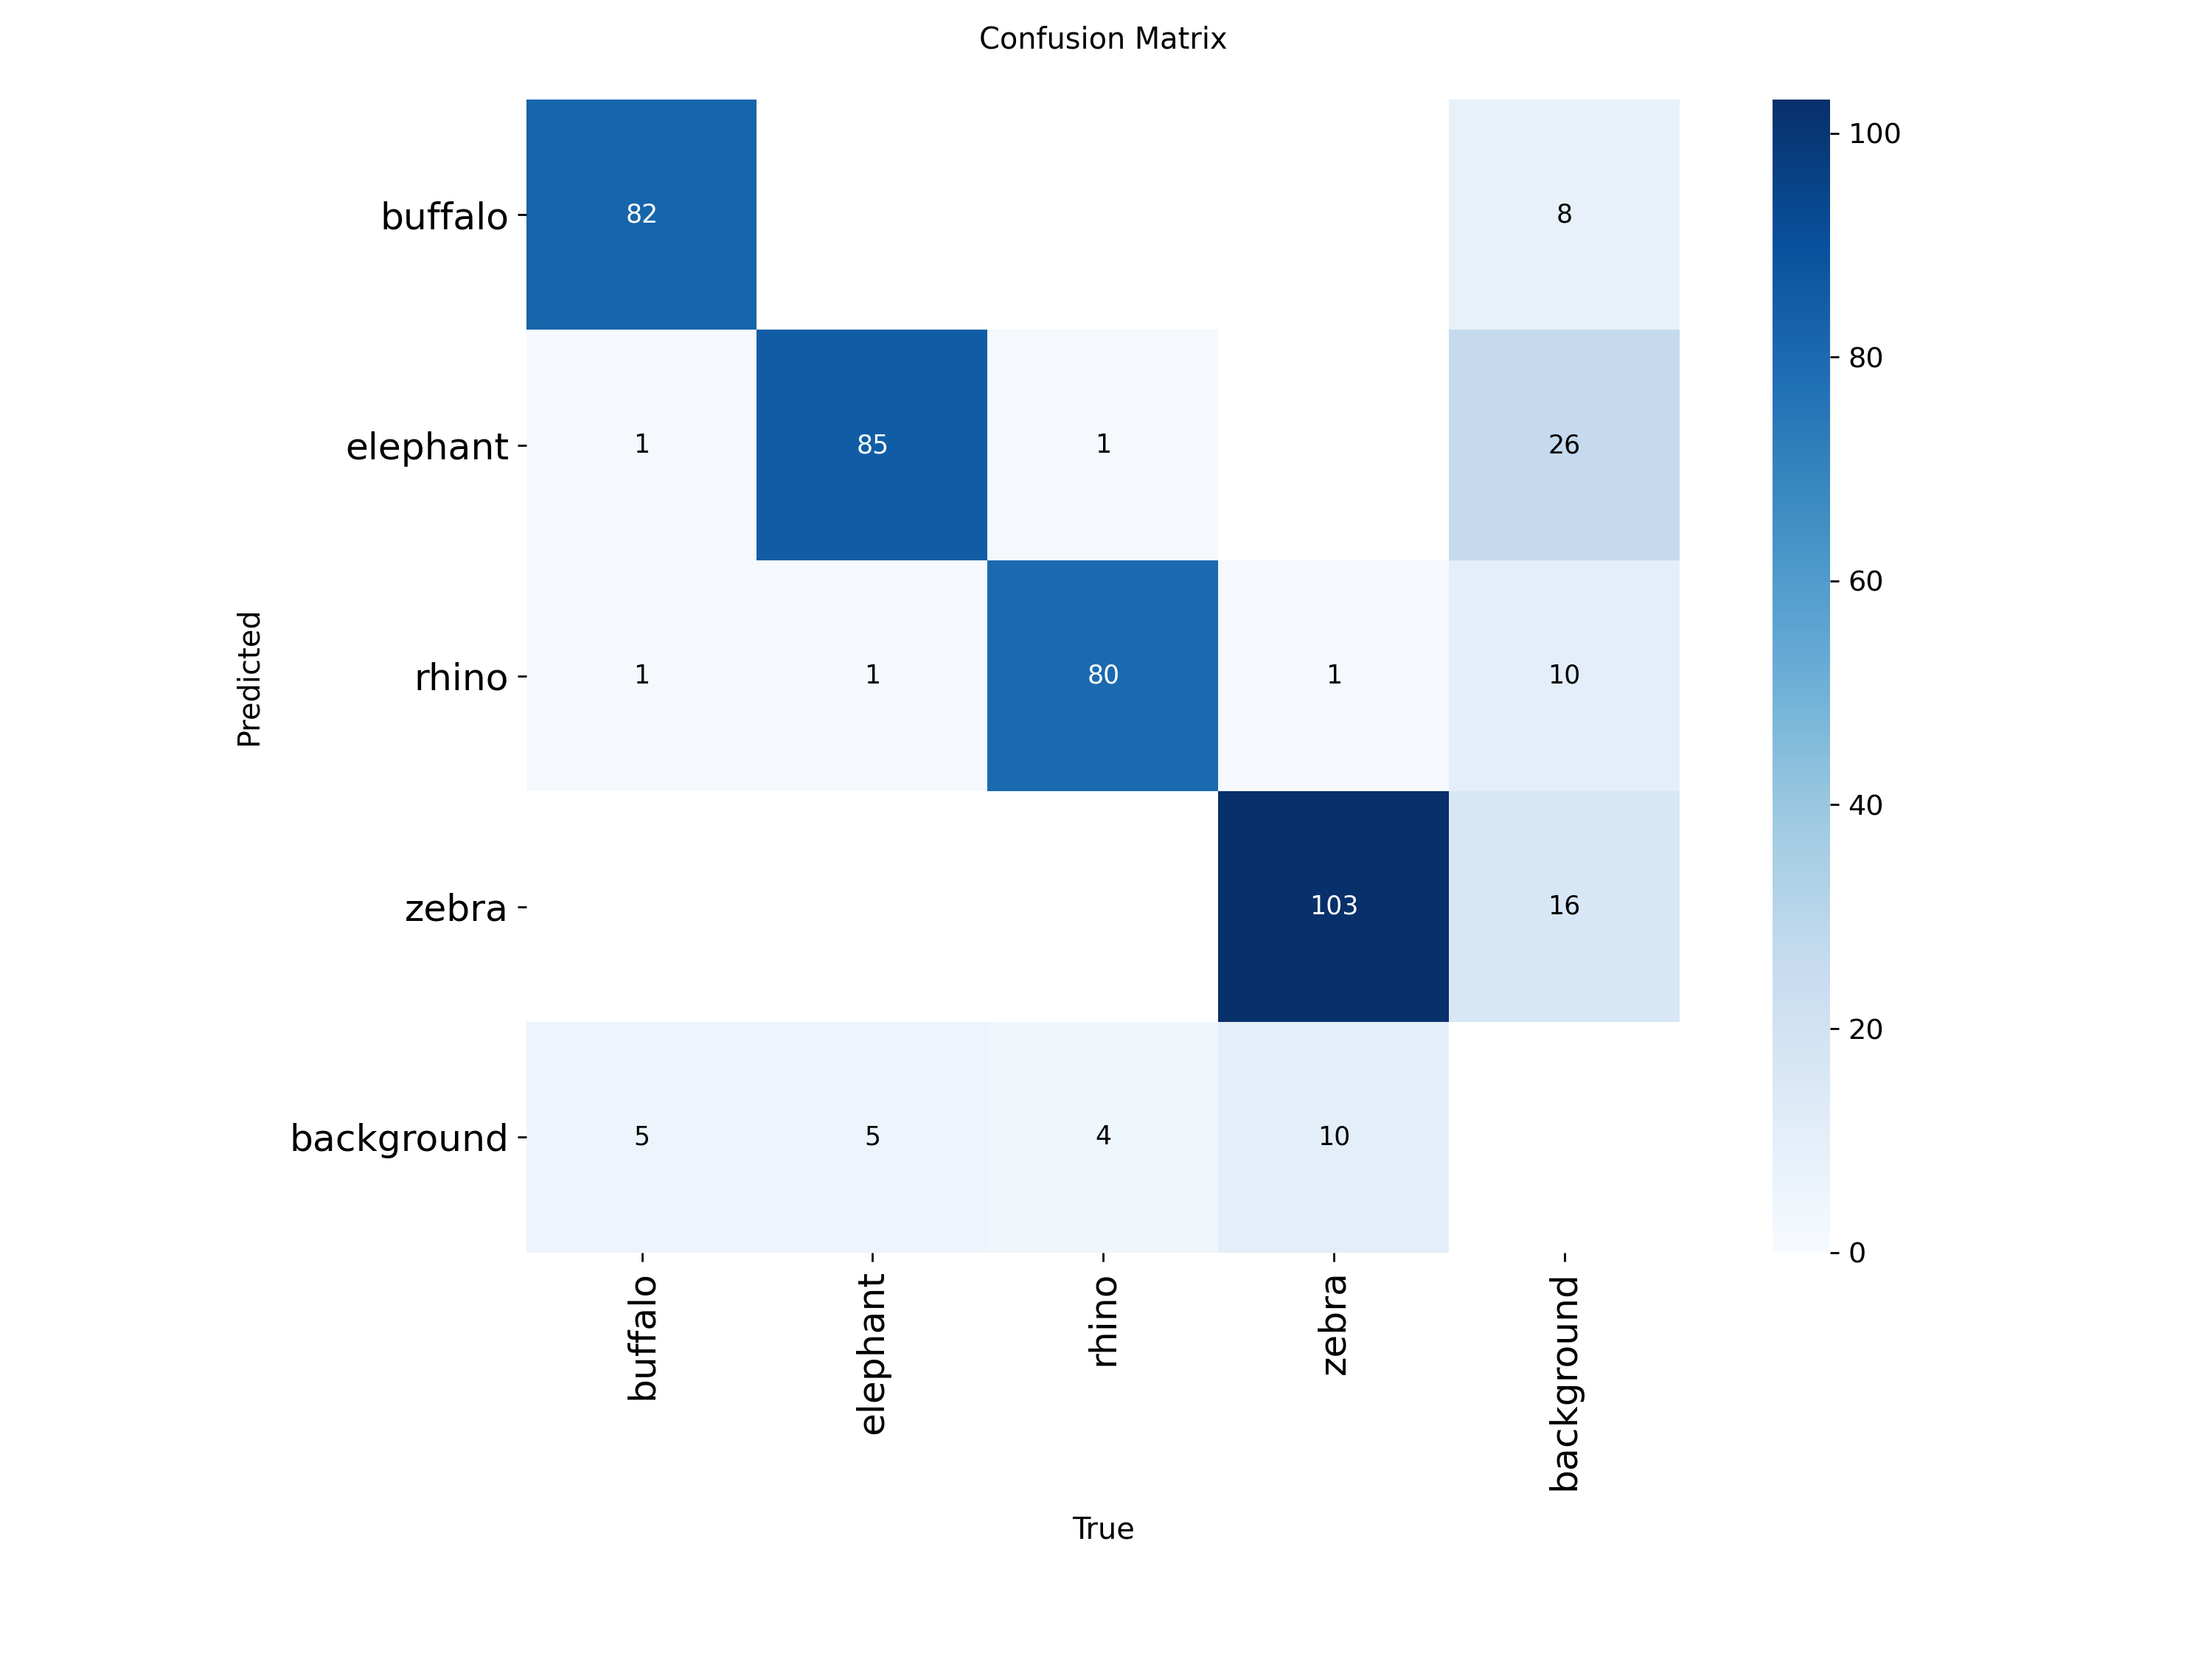 Confusion Matrix
buffalo 82 8
elephant 1 85 1 26
rhino 1 1 80 1 10
zebra 103 16
background 5 5 4 10
buffalo elephant rhino zebra background
Predicted
True
100
80
60
40
20
0